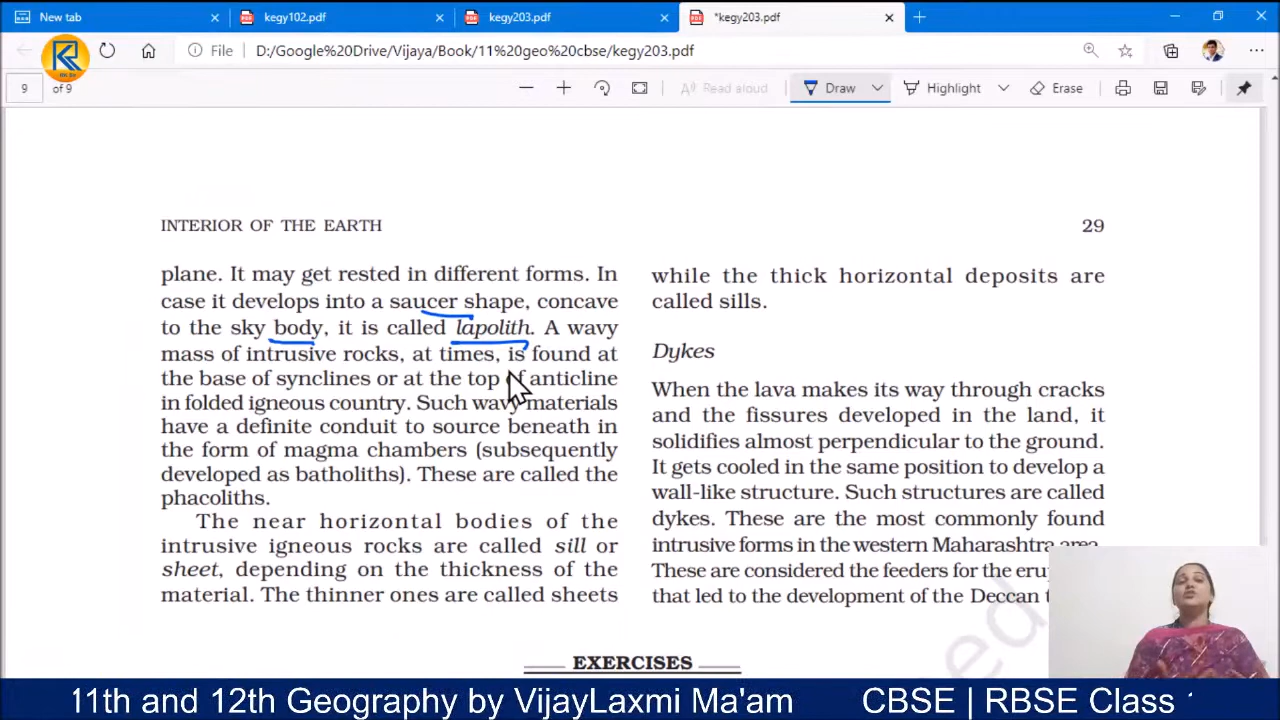 New tab
kegy102.pdf
kegy203.pdf
*kegy203.pdf
File
D:/Google%20Drive/Vijaya/Book/11%20geo%20cbse/kegy203.pdf
9 of 9
Read aloud
Draw
Highlight
Erase
INTERIOR OF THE EARTH
29
plane. It may get rested in different forms. In
case it develops into a saucer shape, concave
to the sky body, it is called lapolith. A wavy
mass of intrusive rocks, at times, is found at
the base of synclines or at the top of anticline
in folded igneous country. Such wavy materials
have a definite conduit to source beneath in
the form of magma chambers (subsequently
developed as batholiths). These are called the
phacoliths.
The near horizontal bodies of the
intrusive igneous rocks are called sill or
sheet, depending on the thickness of the
material. The thinner ones are called sheets
while the thick horizontal deposits are
called sills.
Dykes
When the lava makes its way through cracks
and the fissures developed in the land, it
solidifies almost perpendicular to the ground.
It gets cooled in the same position to develop a
wall-like structure. Such structures are called
dykes. These are the most commonly found
intrusive forms in the western Maharashtra area.
These are considered the feeders for the
that led to the development of the Deccan
EXERCISES
11th and 12th Geography by VijayLaxmi Ma'am
CBSE | RBSE Class